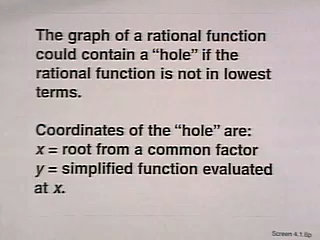 The graph of a rational function
could contain a “hole” if the
rational function is not in lowest
terms.
Coordinates of the “hole” are:
x = root from a common factor
y = simplified function evaluated
at x.